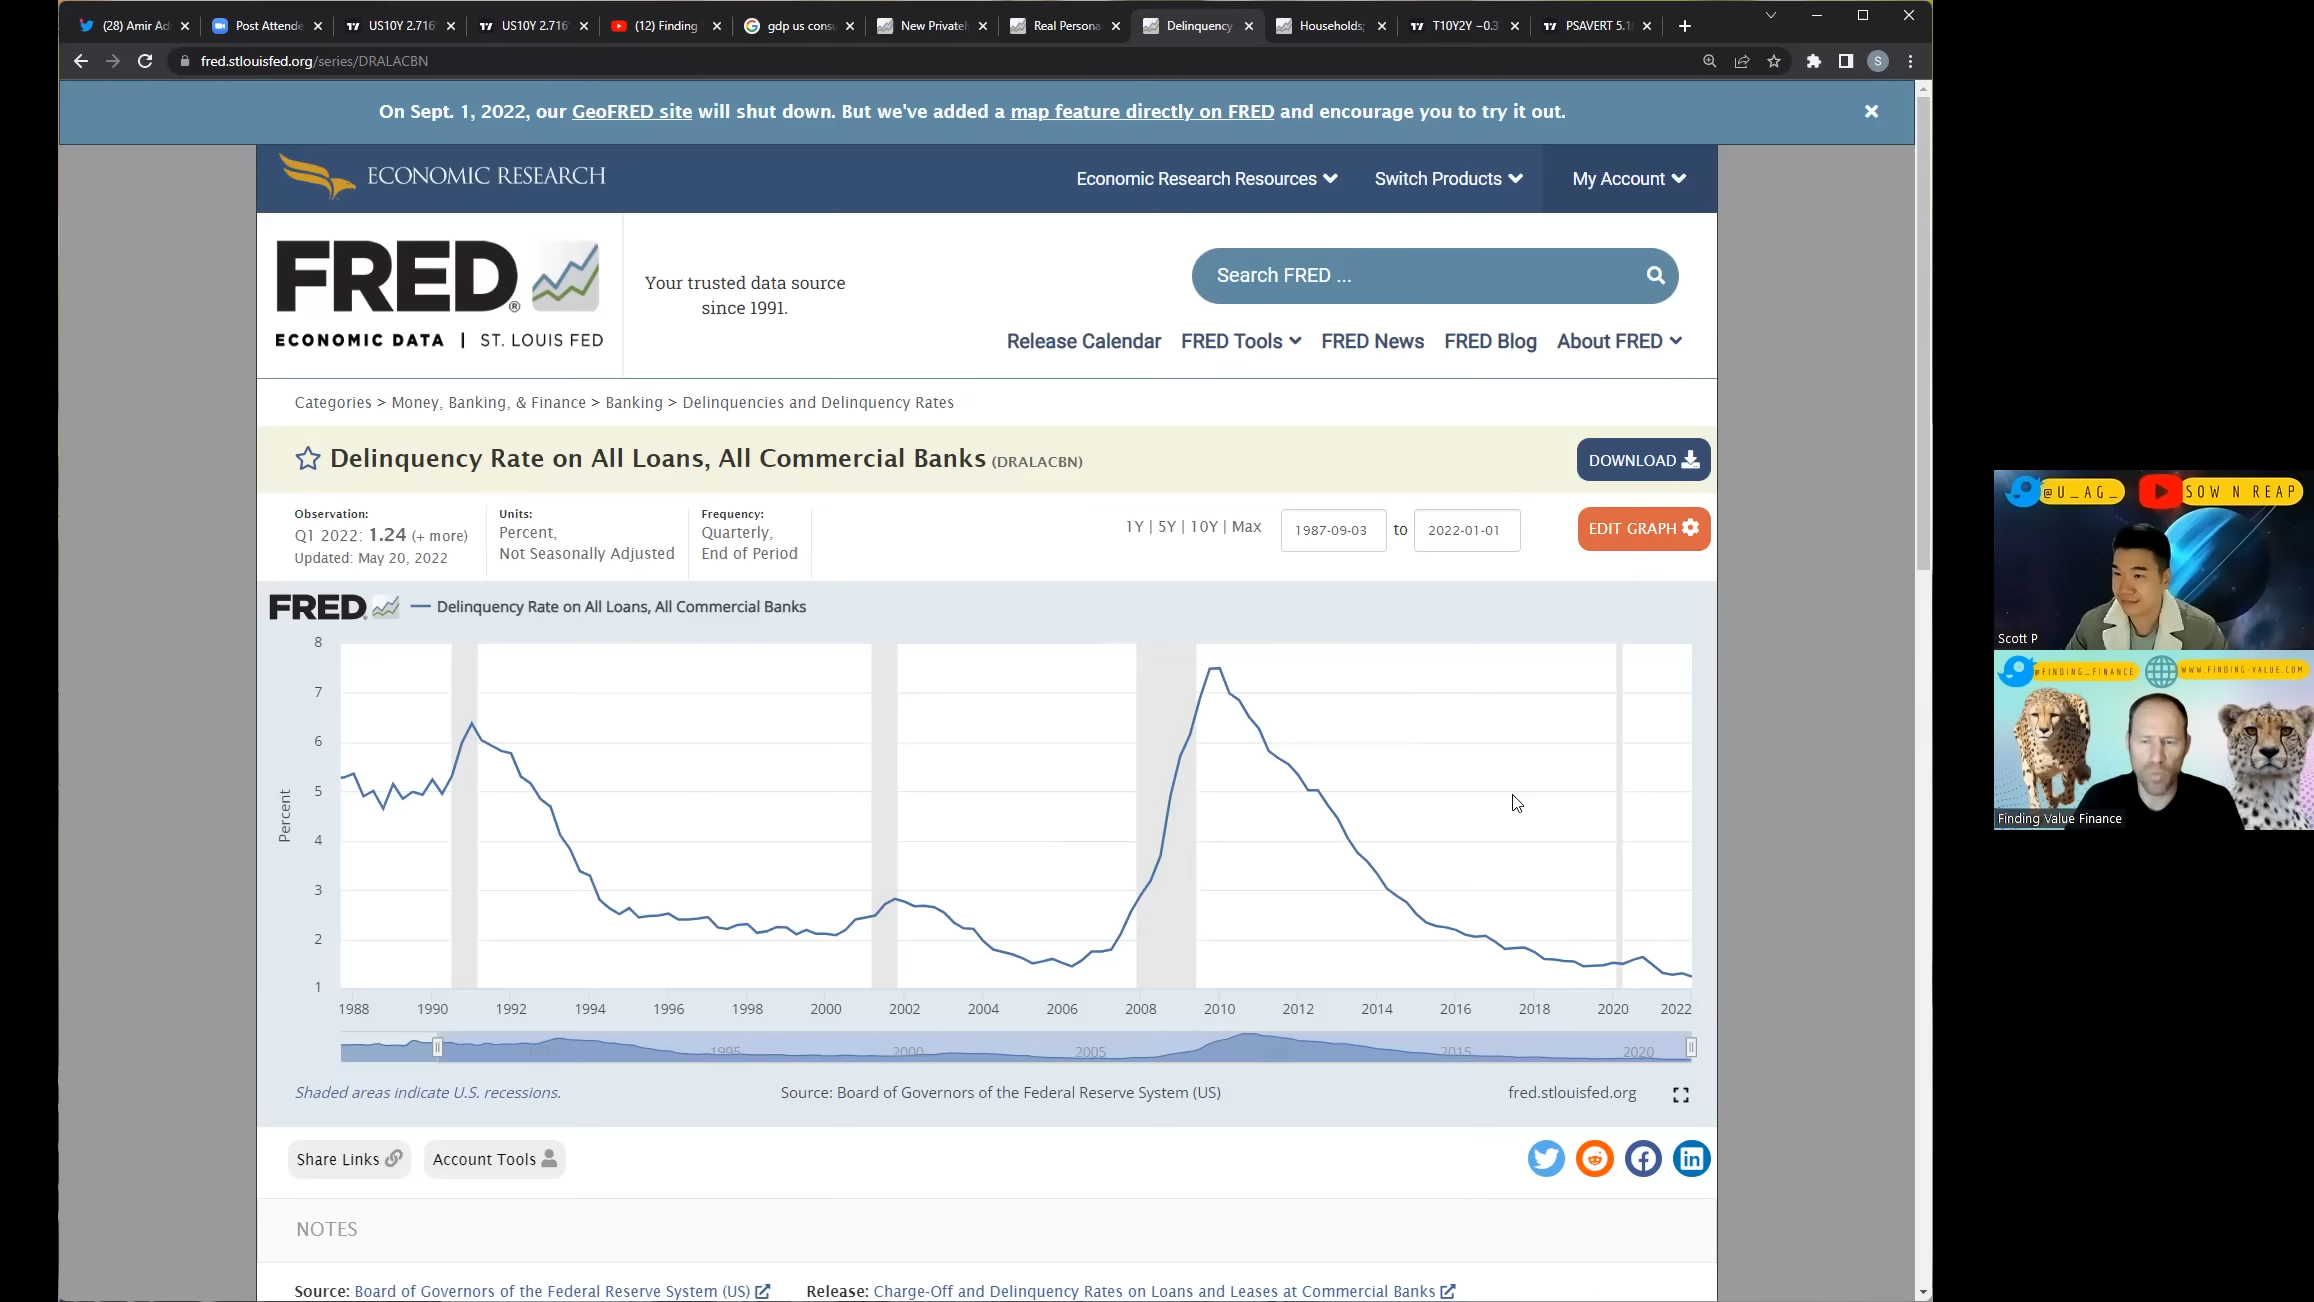 (28) Amir Ad
Post Attende
US10Y 2.716
US10Y 2.716
(12) Finding
gdp us cons
New Privatel
Real Persona
Delinquency
Households;
T10Y2Y −0.3
PSAVERT 5.1
fred.stlouisfed.org/series/DRALACBN
S
On Sept. 1, 2022, our GeoFRED site will shut down. But we've added a map feature directly on FRED and encourage you to try it out.
ECONOMIC RESEARCH
Economic Research Resources
Switch Products
My Account
FRED®
ECONOMIC DATA | ST. LOUIS FED
Your trusted data source
since 1991.
Search FRED ...
Release Calendar
FRED Tools
FRED News
FRED Blog
About FRED
Categories > Money, Banking, & Finance > Banking > Delinquencies and Delinquency Rates
Delinquency Rate on All Loans, All Commercial Banks (DRALACBN)
DOWNLOAD
Observation:
Q1 2022: 1.24 (+ more)
Updated: May 20, 2022
Units:
Percent,
Not Seasonally Adjusted
Frequency:
Quarterly,
End of Period
1Y | 5Y | 10Y | Max
1987-09-03 to 2022-01-01
EDIT GRAPH
FRED
Delinquency Rate on All Loans, All Commercial Banks
8
7
6
5
4
3
2
1
Percent
1988 1990 1992 1994 1996 1998 2000 2002 2004 2006 2008 2010 2012 2014 2016 2018 2020 2022
1995 2000 2005 2015 2020
Shaded areas indicate U.S. recessions.
Source: Board of Governors of the Federal Reserve System (US)
fred.stlouisfed.org
Share Links
Account Tools
NOTES
Source: Board of Governors of the Federal Reserve System (US)
Release: Charge-Off and Delinquency Rates on Loans and Leases at Commercial Banks
@U_AG_
SOW N REAP
Scott P
@FINDING_FINANCE
WWW.FINDING-VALUE.COM
Finding Value Finance